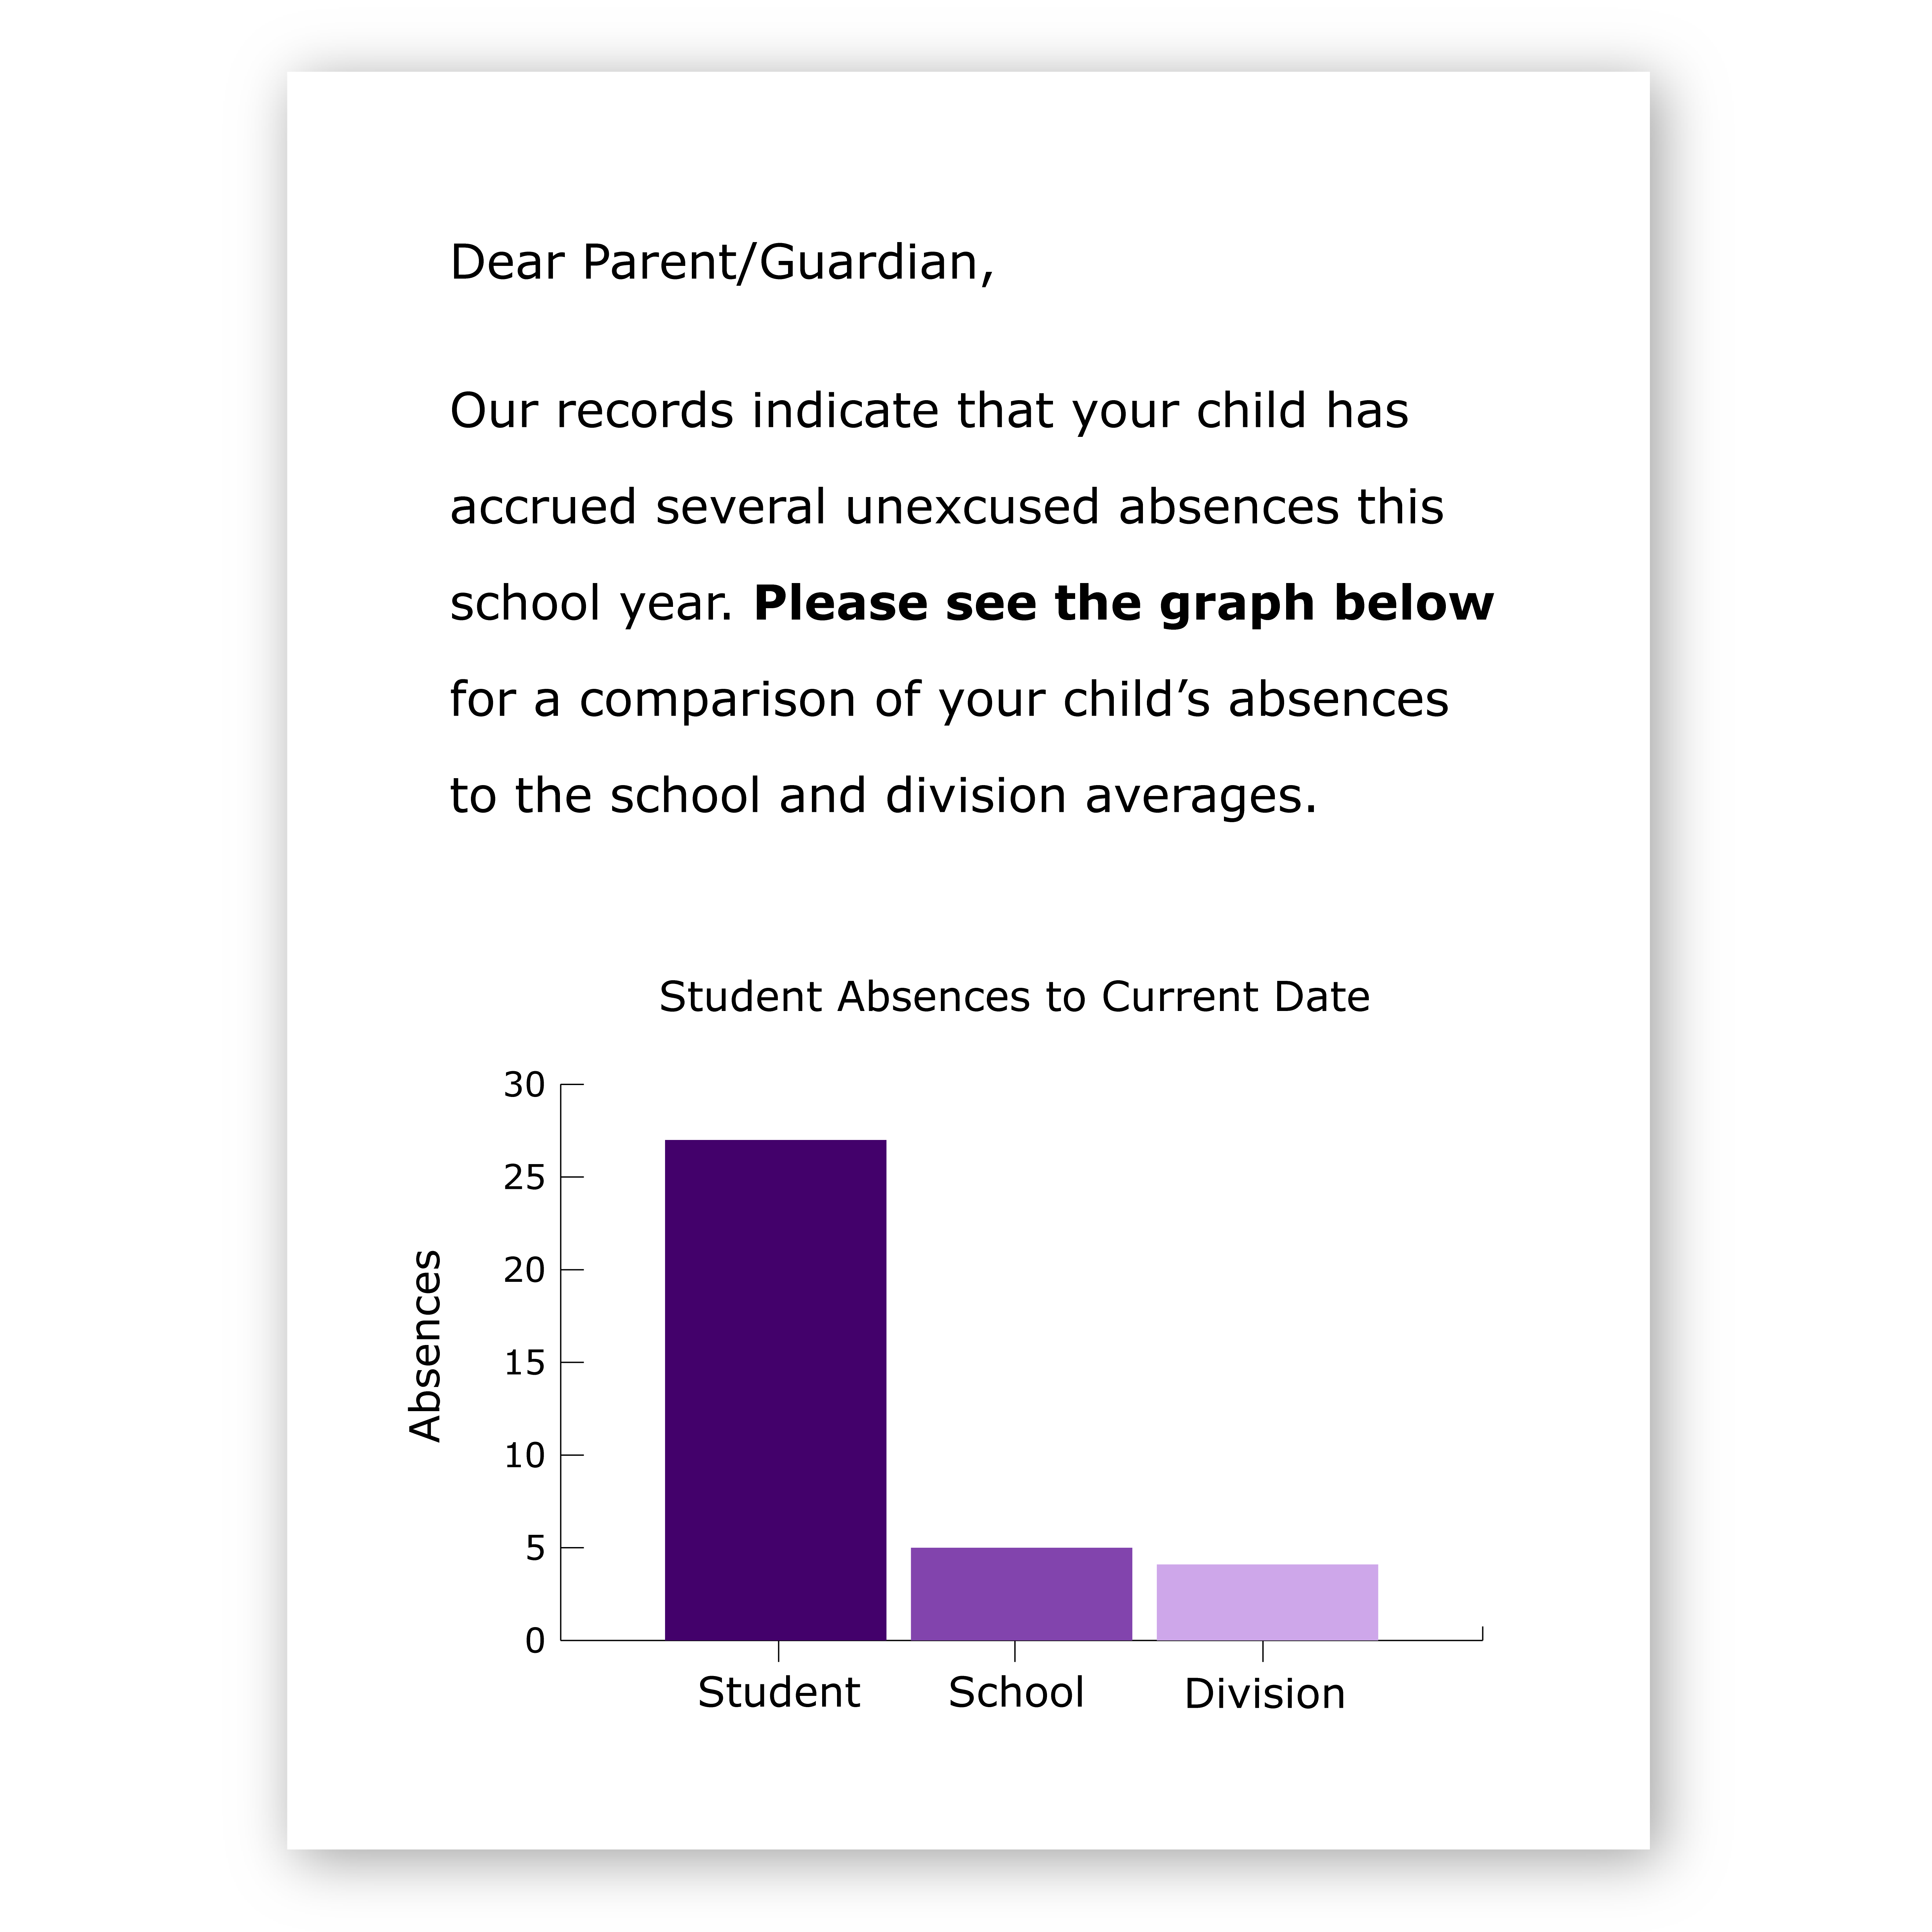 Dear Parent/Guardian,
Our records indicate that your child has
accrued several unexcused absences this
school year. Please see the graph below
for a comparison of your child’s absences
to the school and division averages.
Student Absences to Current Date
30
25
20
15
10
5
0
Absences
Student School Division